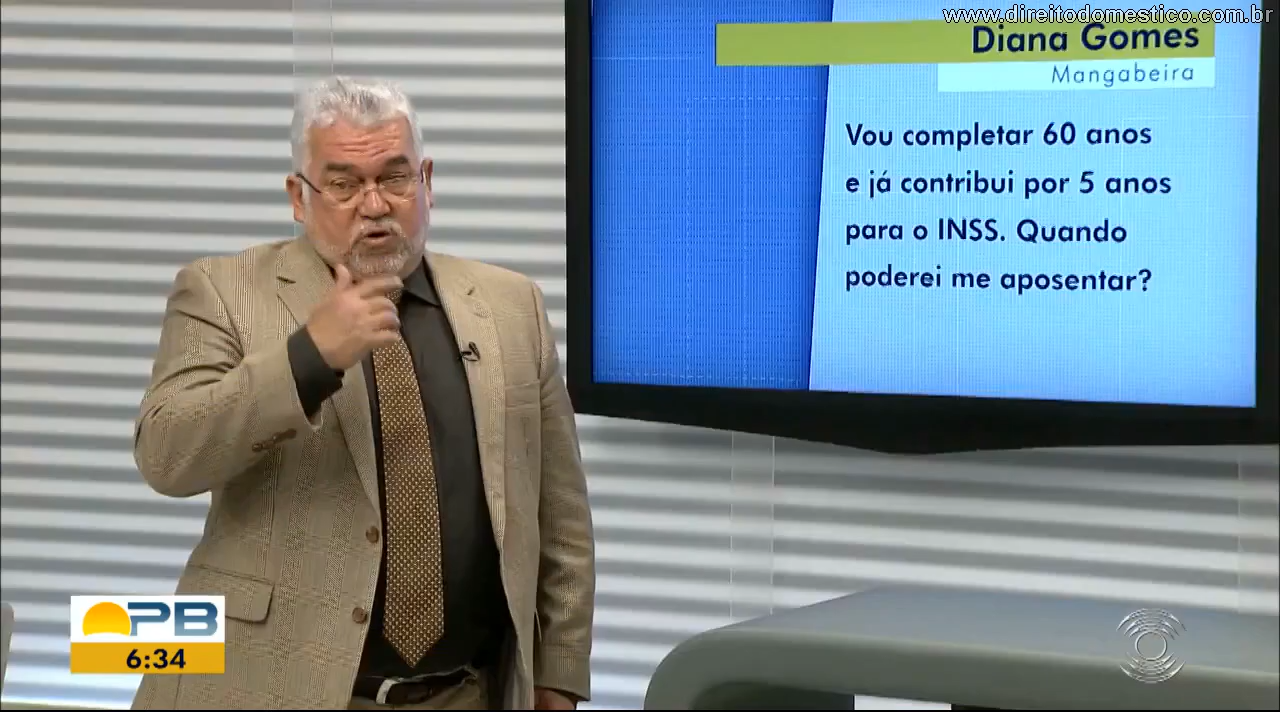 www.direitodomestico.com.br
Diana Gomes
Mangabeira
Vou completar 60 anos
e já contribui por 5 anos
para o INSS. Quando
poderei me aposentar?
PB
6:34